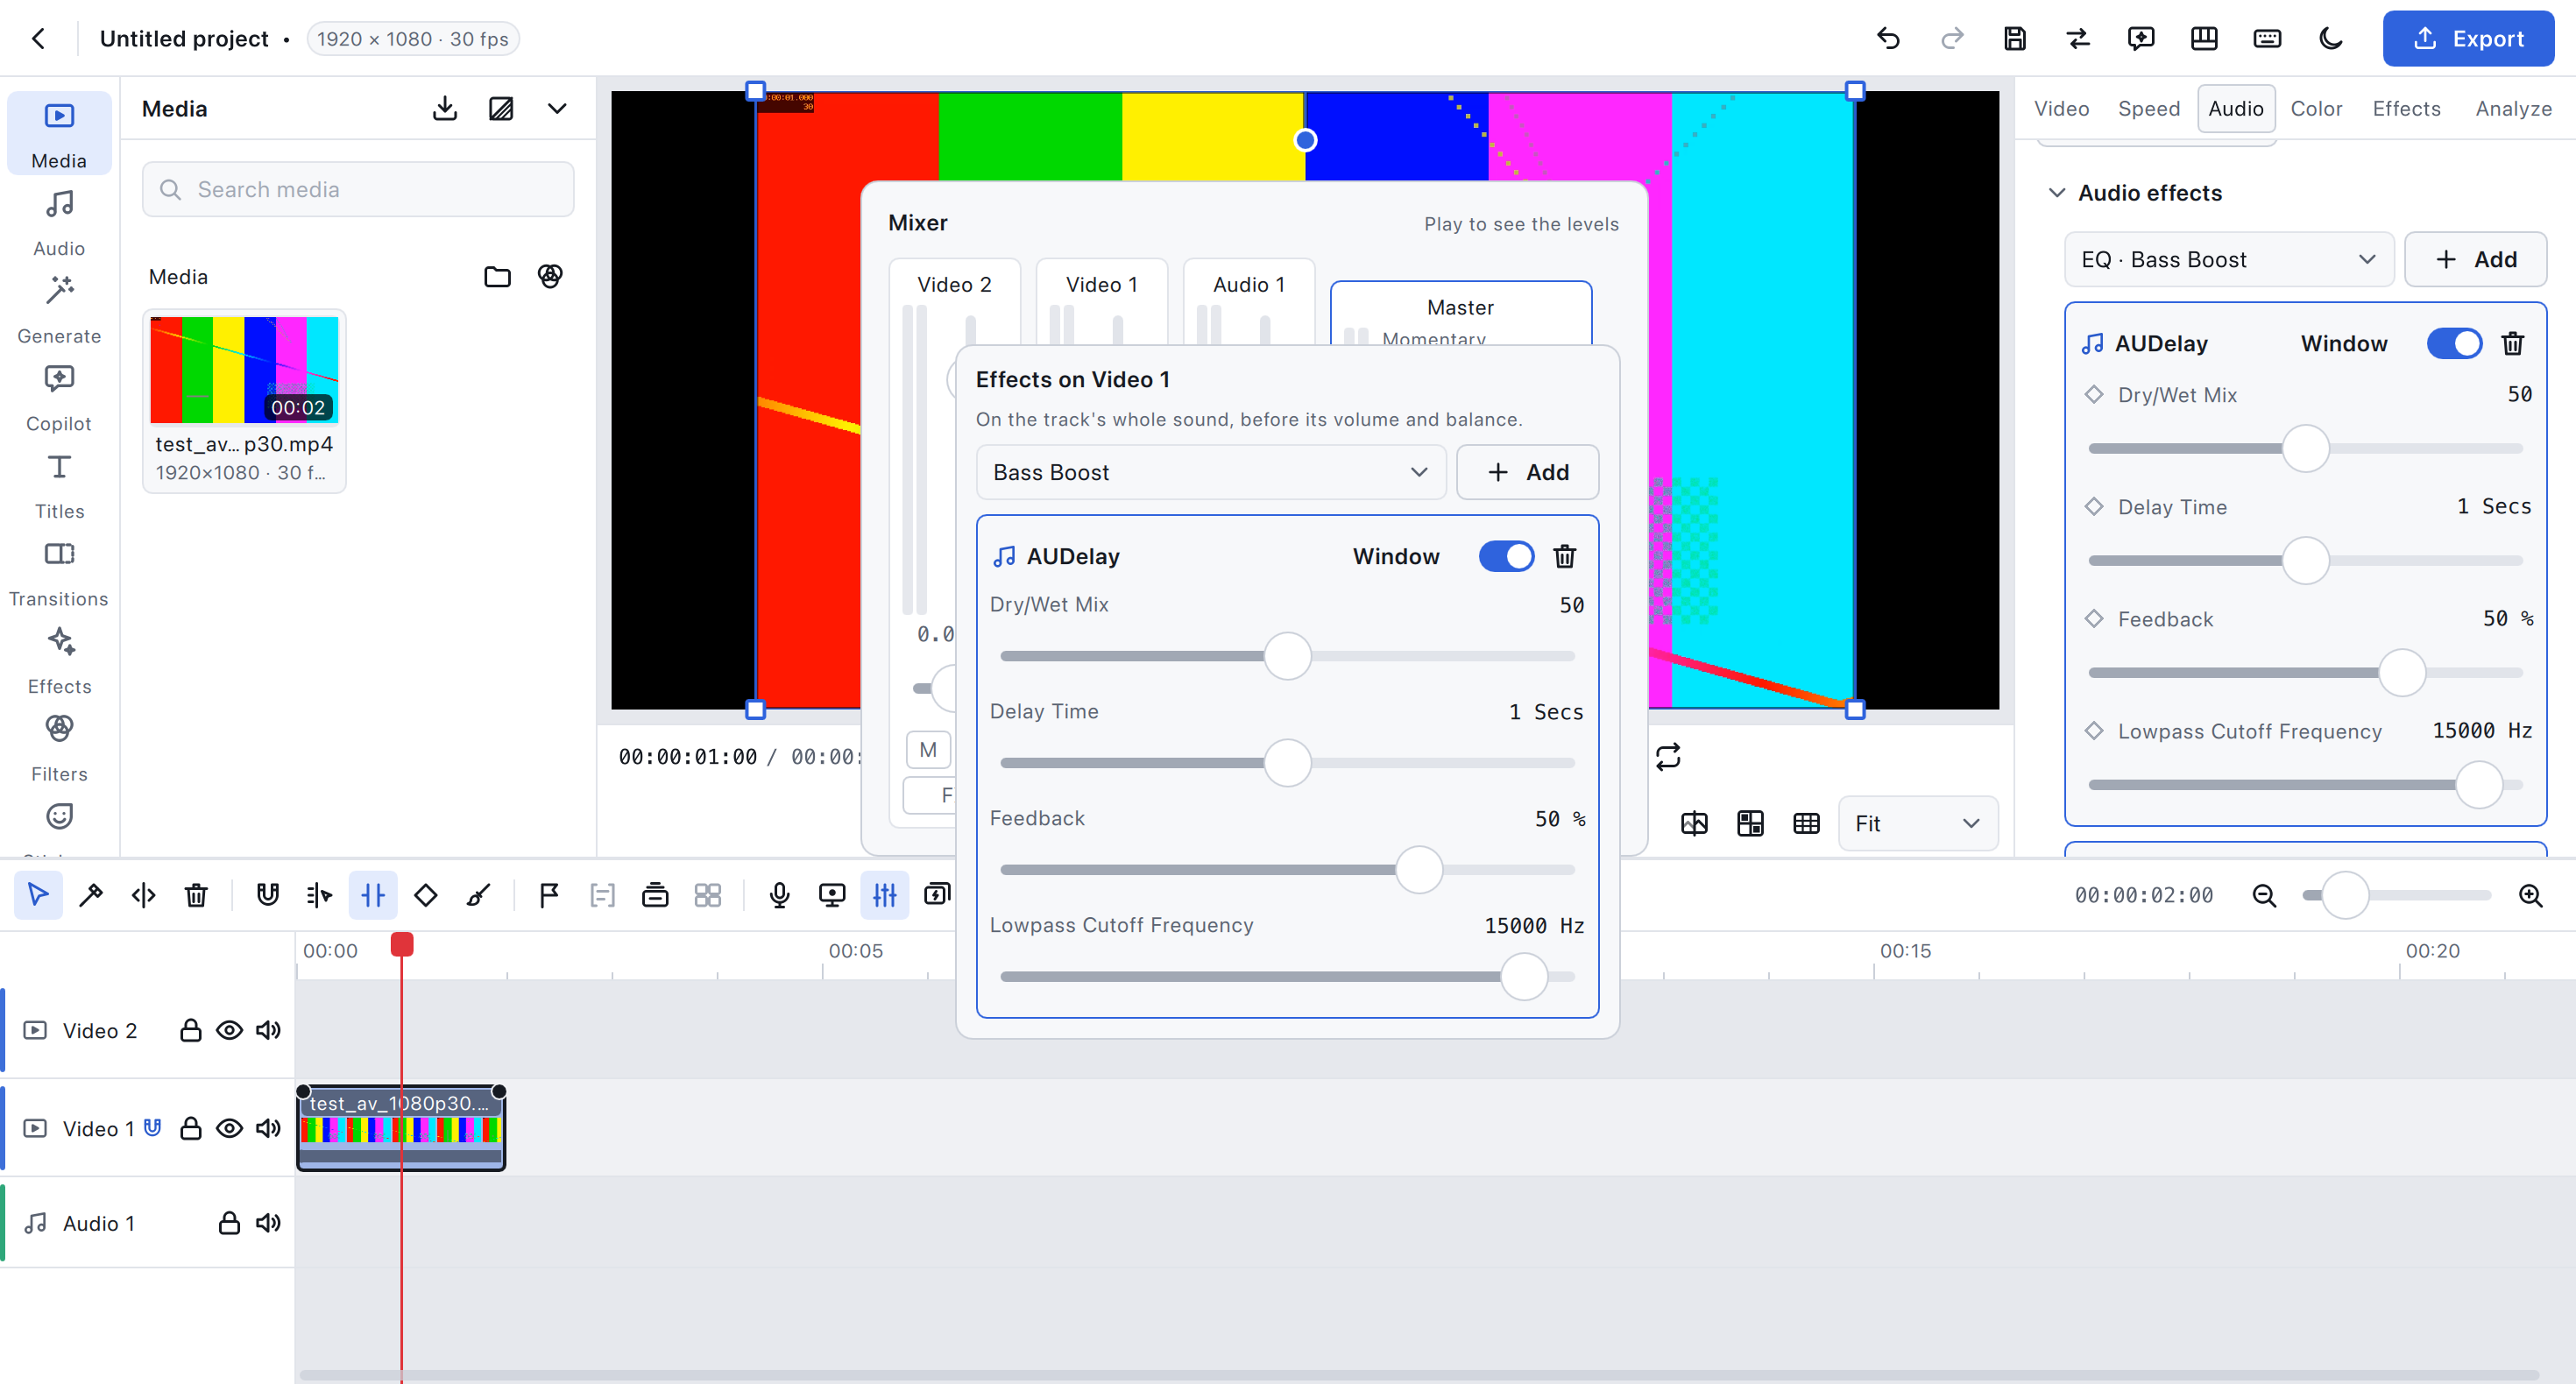 Untitled project • 1920 × 1080 · 30 fps
Export
Media
Audio
Generate
Copilot
Titles
Transitions
Effects
Filters
Media
Search media
Media
00:02
test_av... p30.mp4
1920×1080 · 30 f...
00:00:01:00 / 00:00:
Fit
Mixer
Play to see the levels
Video 2
Video 1
Audio 1
Master
Momentary
0.0
M
F
Effects on Video 1
On the track's whole sound, before its volume and balance.
Bass Boost
Add
AUDelay
Window
Dry/Wet Mix 50
Delay Time 1 Secs
Feedback 50 %
Lowpass Cutoff Frequency 15000 Hz
Video Speed Audio Color Effects Analyze
Audio effects
EQ · Bass Boost
Add
AUDelay
Window
Dry/Wet Mix 50
Delay Time 1 Secs
Feedback 50 %
Lowpass Cutoff Frequency 15000 Hz
00:00:02:00
00:00 00:05 00:15 00:20
Video 2
Video 1
test_av_1080p30....
Audio 1